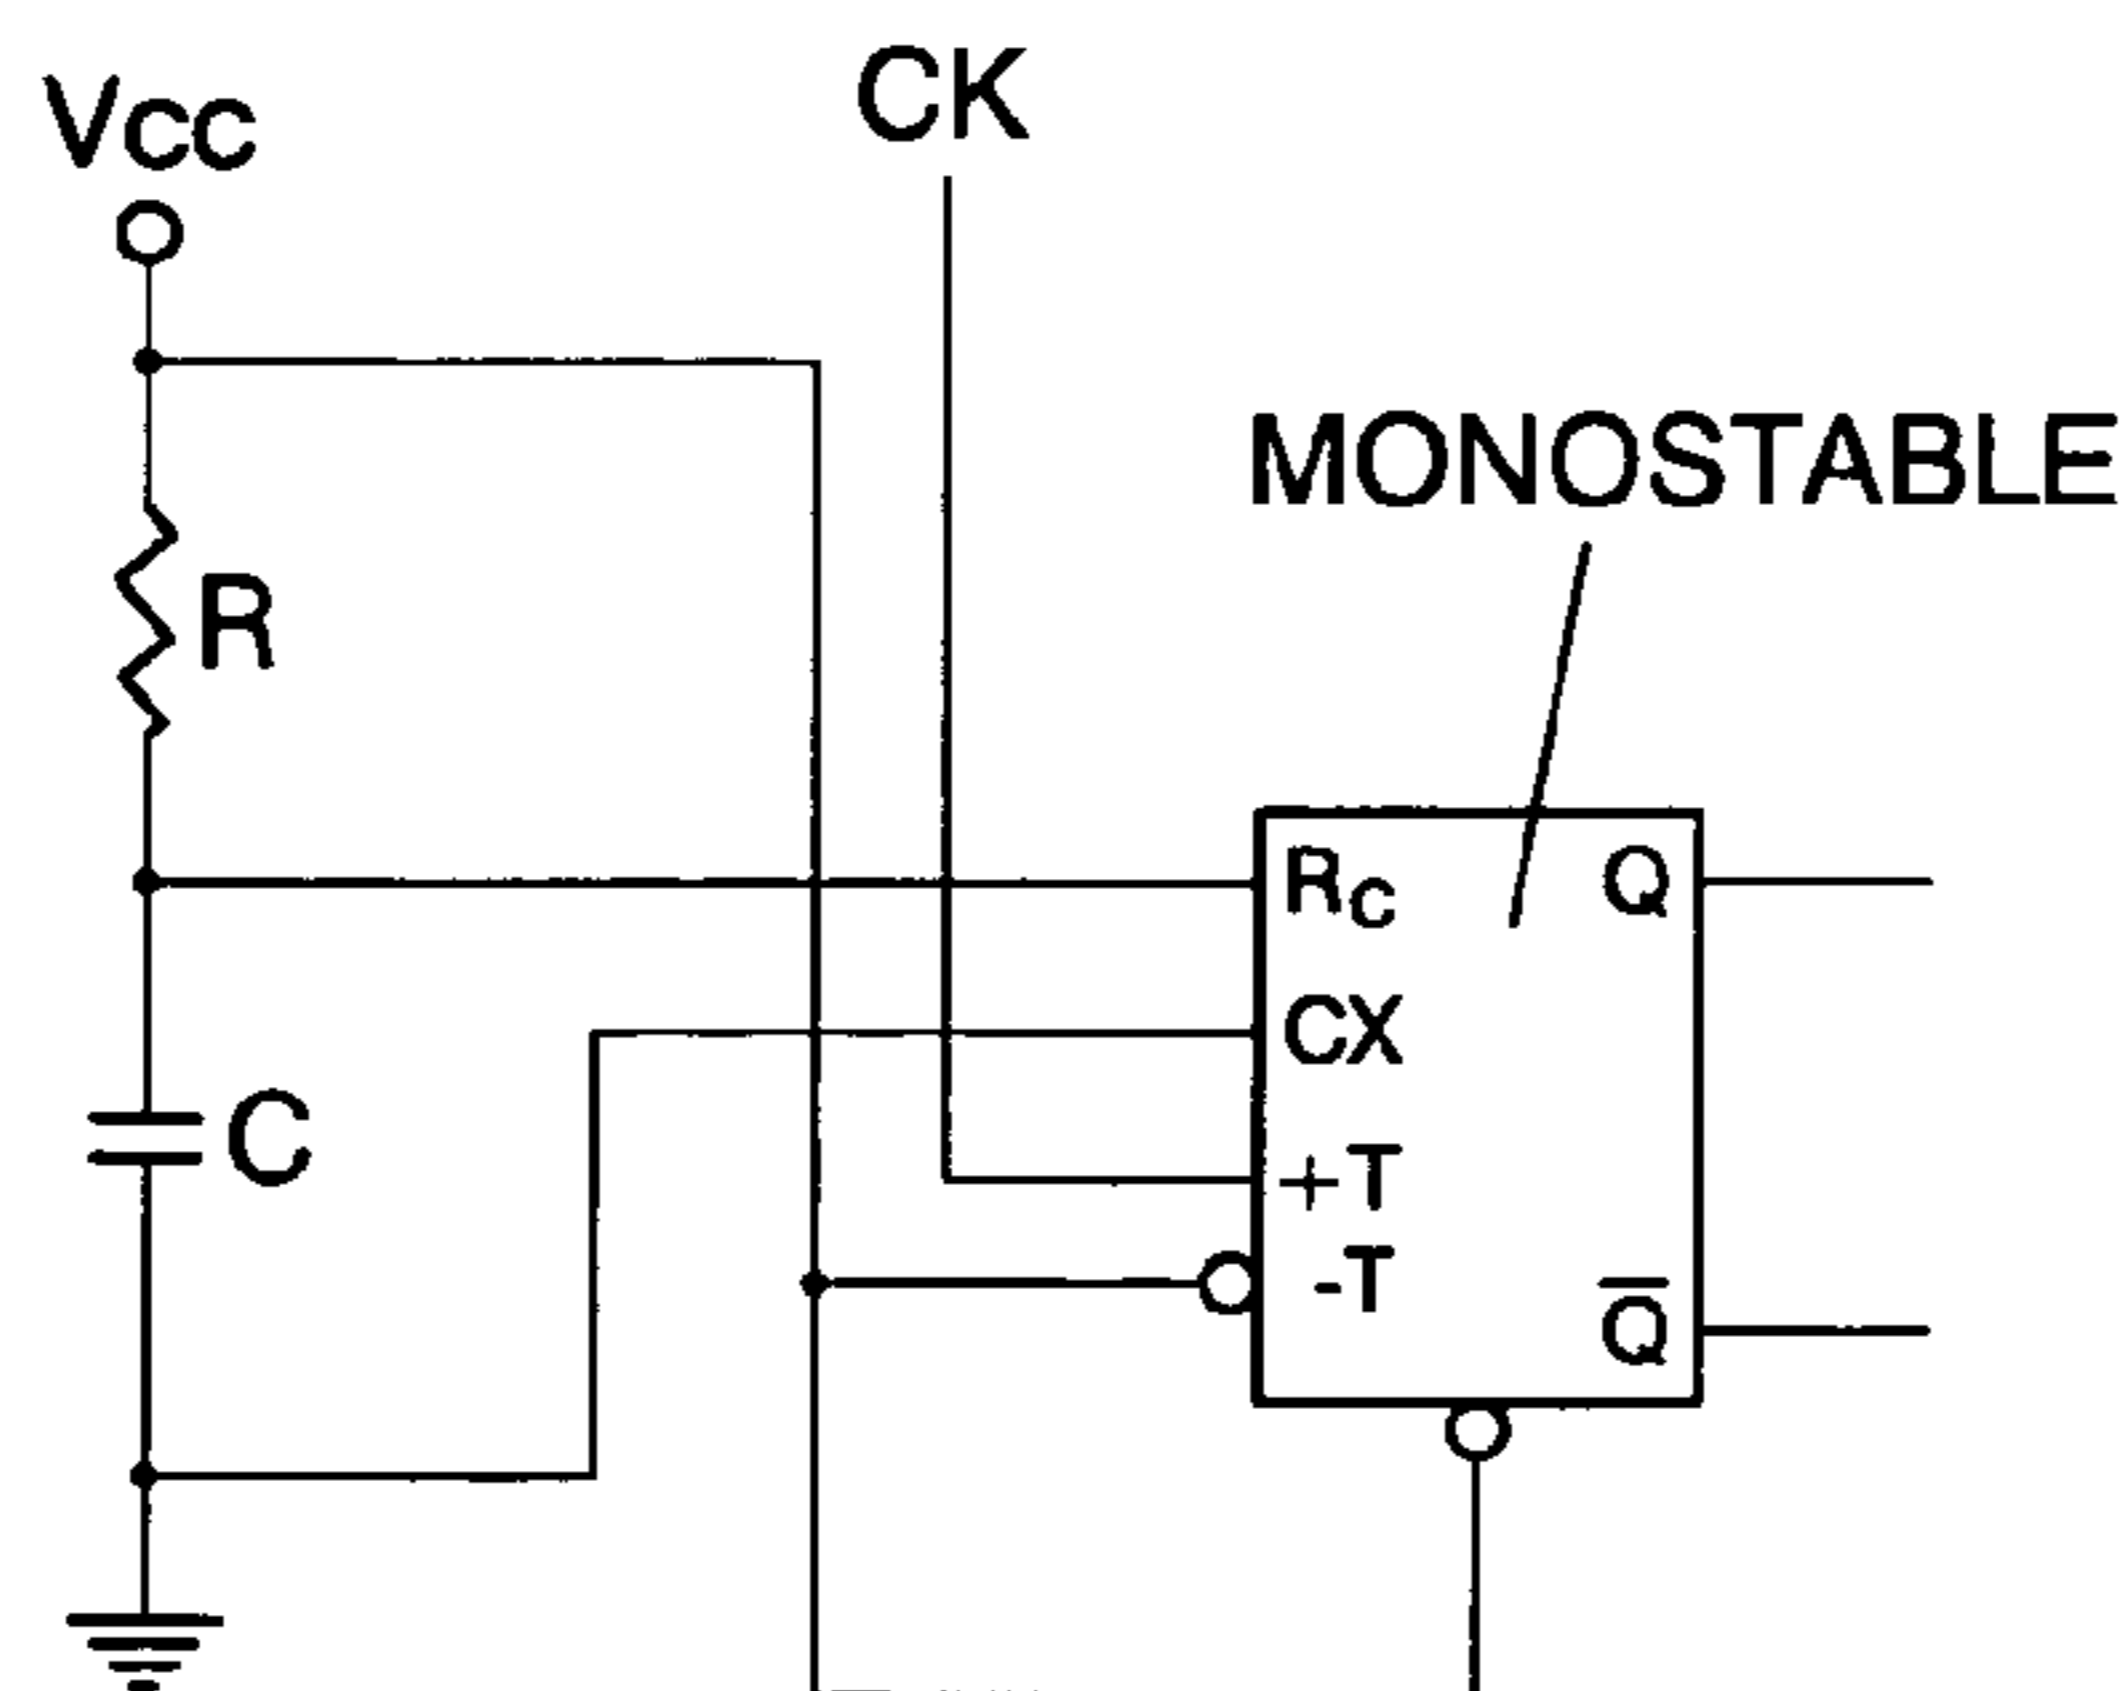 CK
VCC
MONOSTABLE
R
RC
Q
CX
C
+T
-T
Q̅